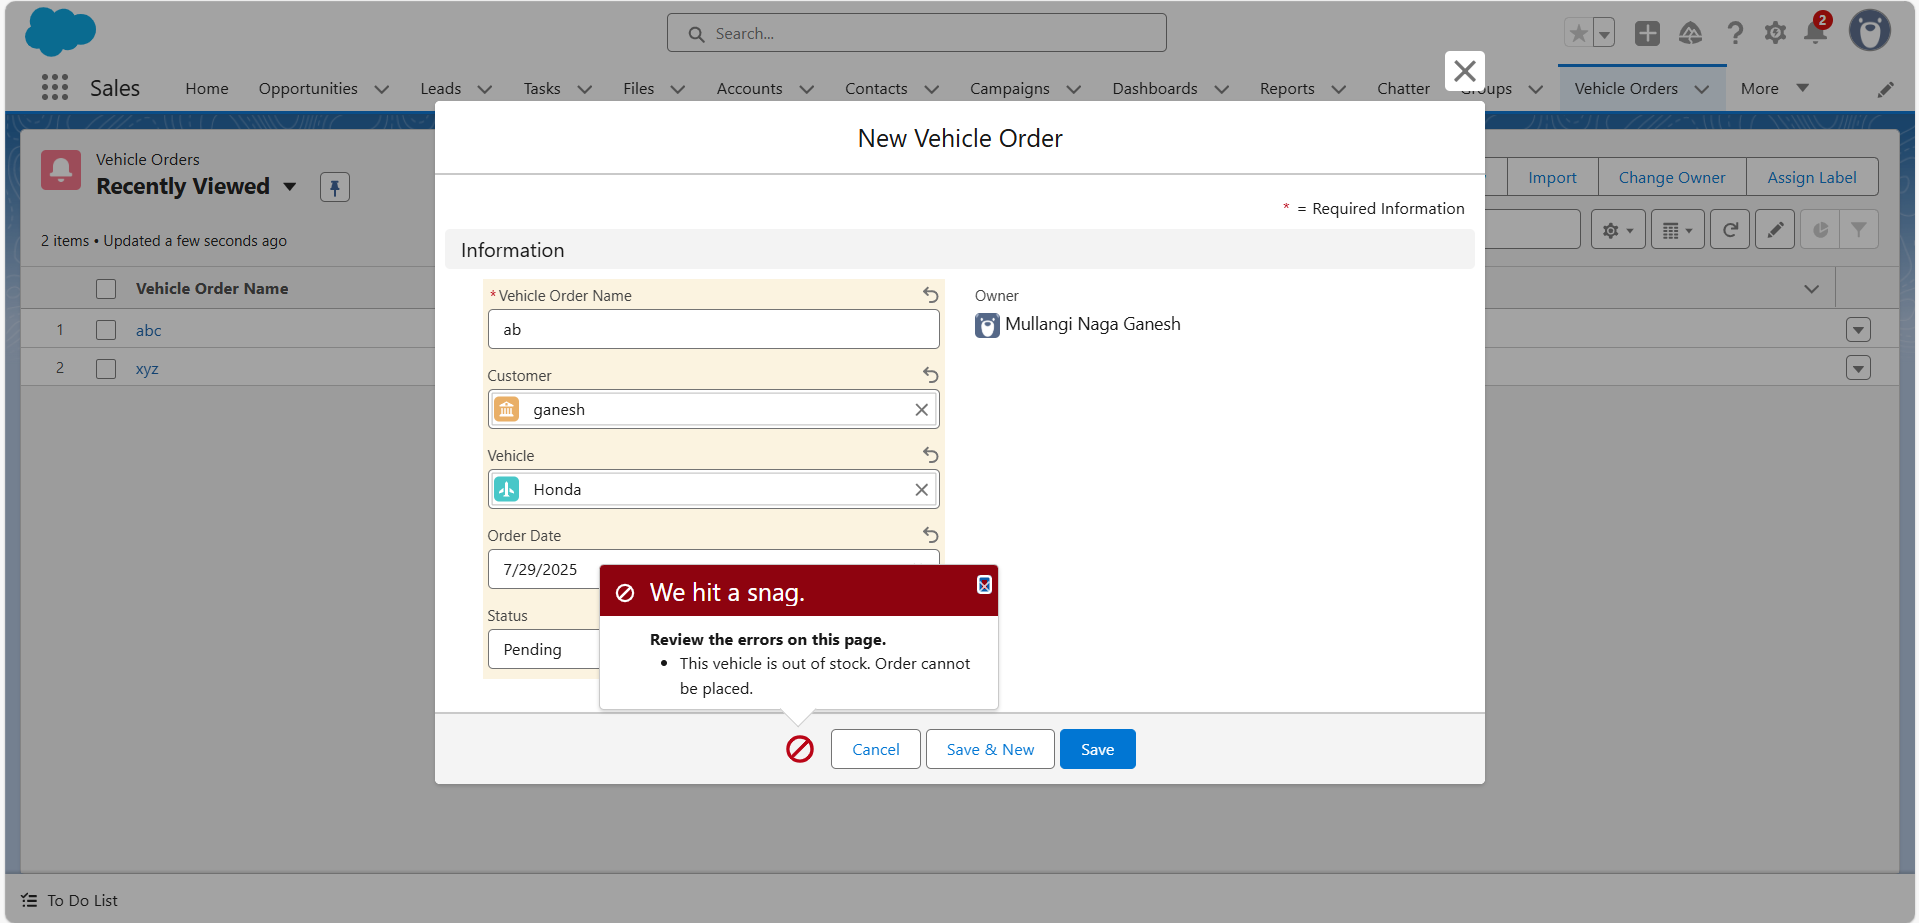 Search...
2
Sales
Home Opportunities Leads Tasks Files Accounts Contacts Campaigns Dashboards Reports Chatter Groups Vehicle Orders More
Vehicle Orders
Recently Viewed
Import Change Owner Assign Label
2 items • Updated a few seconds ago
Vehicle Order Name
1 abc
2 xyz
New Vehicle Order
* = Required Information
Information
*Vehicle Order Name
ab
Owner
Mullangi Naga Ganesh
Customer
ganesh
Vehicle
Honda
Order Date
7/29/2025
Status
Pending
We hit a snag.
Review the errors on this page.
• This vehicle is out of stock. Order cannot
be placed.
Cancel Save & New Save
To Do List